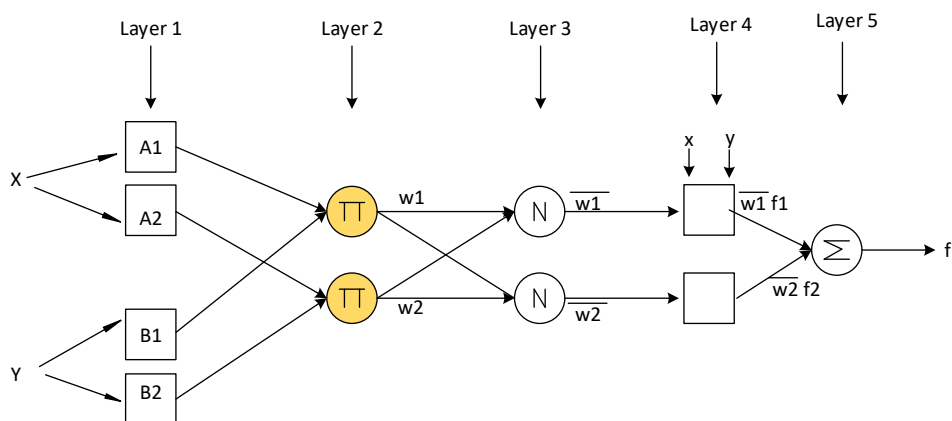 Layer 1 Layer 2 Layer 3 Layer 4 Layer 5
x y
A1
X
A2
Π w1 N w1 w1 f1
Σ f
Π w2 N w2 w2 f2
B1
Y
B2